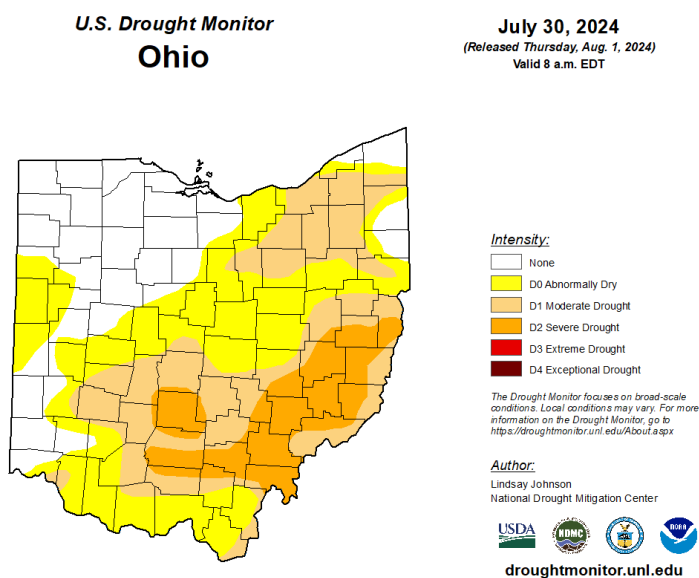 U.S. Drought Monitor
Ohio
July 30, 2024
(Released Thursday, Aug. 1, 2024)
Valid 8 a.m. EDT
Intensity:
None
D0 Abnormally Dry
D1 Moderate Drought
D2 Severe Drought
D3 Extreme Drought
D4 Exceptional Drought
The Drought Monitor focuses on broad-scale
conditions. Local conditions may vary. For more
information on the Drought Monitor, go to
https://droughtmonitor.unl.edu/About.aspx
Author:
Lindsay Johnson
National Drought Mitigation Center
USDA
NDMC
NOAA
droughtmonitor.unl.edu